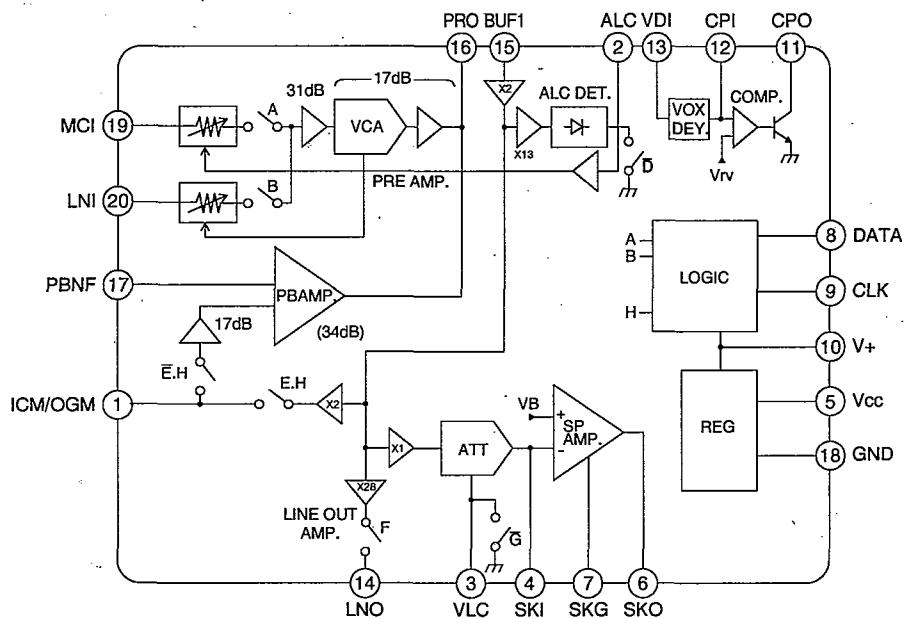 PRO BUF1 ALC VDI CPI CPO
16 15 2 13 12 11
17dB
31dB
X2
ALC DET.
VOX DEY.
COMP.
MCI 19
A
VCA
X13
D̅
Vrv
PRE AMP.
LNI 20
B
A
B
H
LOGIC
8 DATA
9 CLK
PBNF 17
PBAMP.
17dB
(34dB)
10 V+
E̅.H
E.H
ICM/OGM 1
X2
VB
+
SP AMP.
-
REG
5 Vcc
18 GND
X1
ATT
X28
LINE OUT AMP.
F
G̅
14 3 4 7 6
LNO VLC SKI SKG SKO